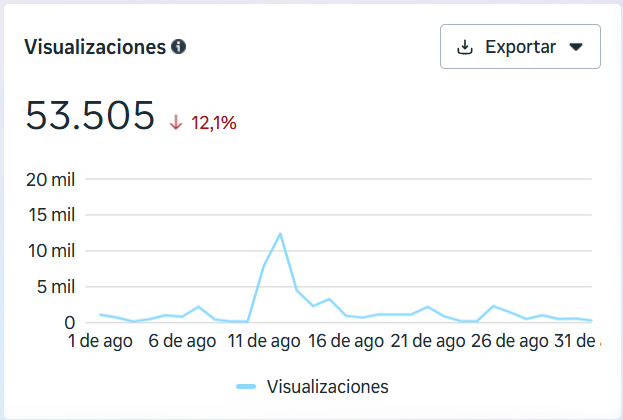 Visualizaciones
Exportar
53.505 ↓ 12,1%
20 mil
15 mil
10 mil
5 mil
0
1 de ago 6 de ago 11 de ago 16 de ago 21 de ago 26 de ago 31 de
Visualizaciones